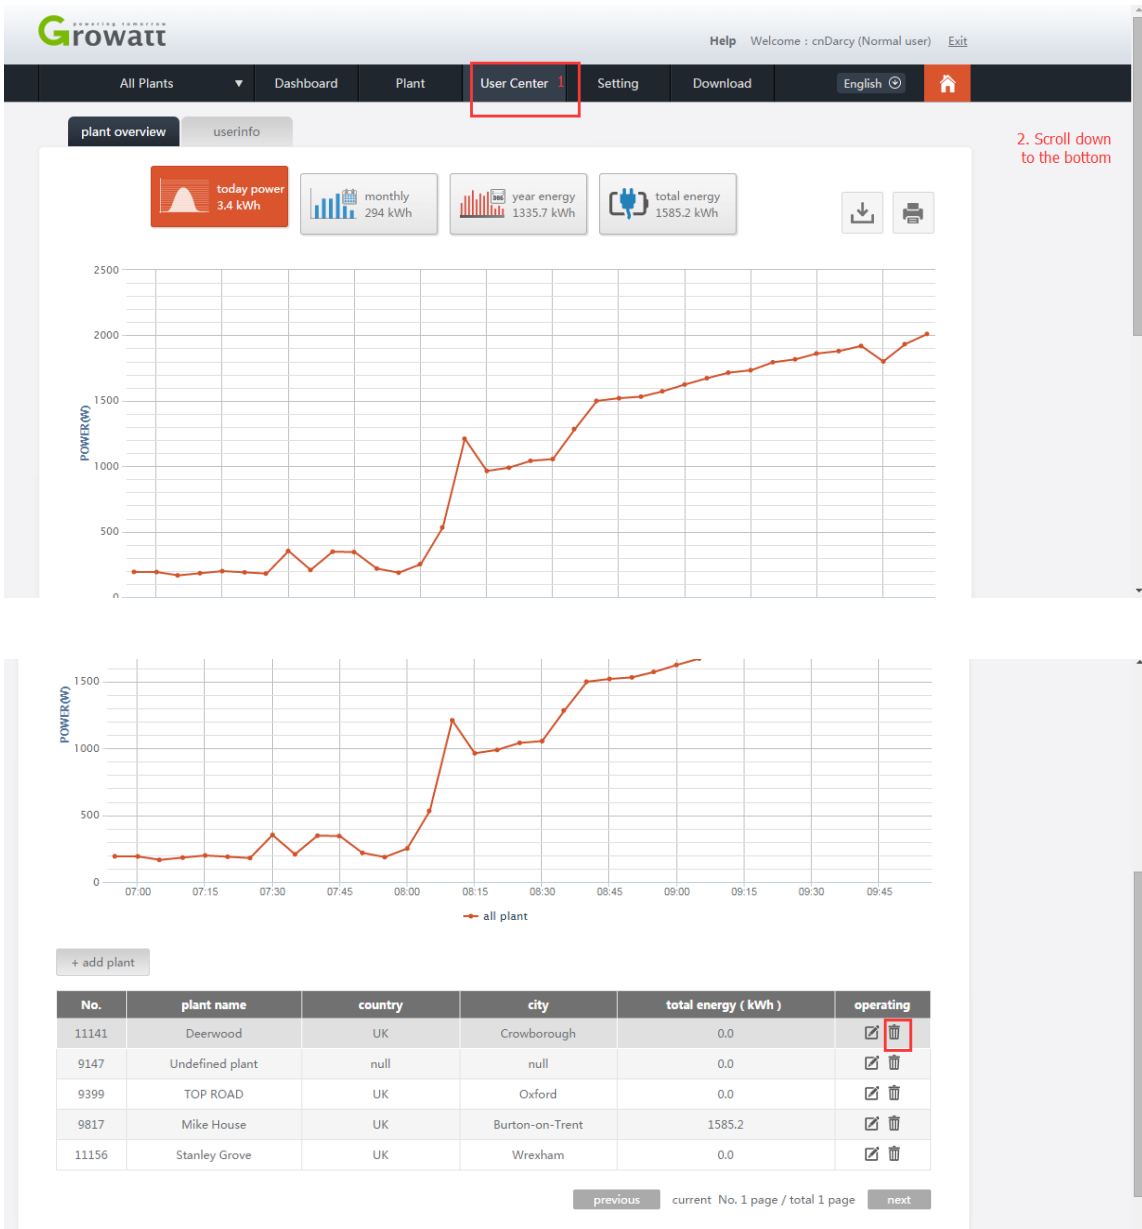 powering tomorrow
Growatt
Help Welcome : cnDarcy (Normal user) Exit
All Plants ▼ Dashboard Plant User Center 1 Setting Download English
plant overview userinfo
2. Scroll down
to the bottom
today power
3.4 kWh
monthly
294 kWh
365
year energy
1335.7 kWh
total energy
1585.2 kWh
2500
2000
1500
1000
500
0
POWER(W)
1500
1000
500
0
POWER(W)
07:00 07:15 07:30 07:45 08:00 08:15 08:30 08:45 09:00 09:15 09:30 09:45
all plant
+ add plant
No. plant name country city total energy ( kWh ) operating
11141 Deerwood UK Crowborough 0.0
9147 Undefined plant null null 0.0
9399 TOP ROAD UK Oxford 0.0
9817 Mike House UK Burton-on-Trent 1585.2
11156 Stanley Grove UK Wrexham 0.0
previous current No. 1 page / total 1 page next